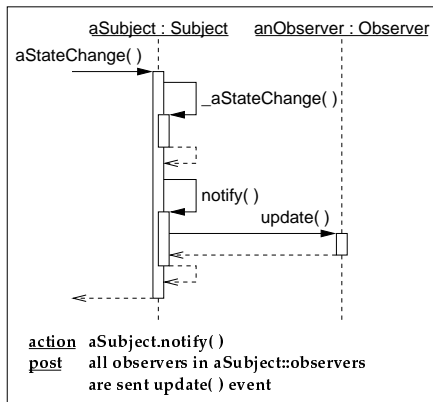 aSubject : Subject anObserver : Observer
aStateChange( )
_aStateChange( )
notify( )
update( )
action aSubject.notify( )
post all observers in aSubject::observers
are sent update( ) event